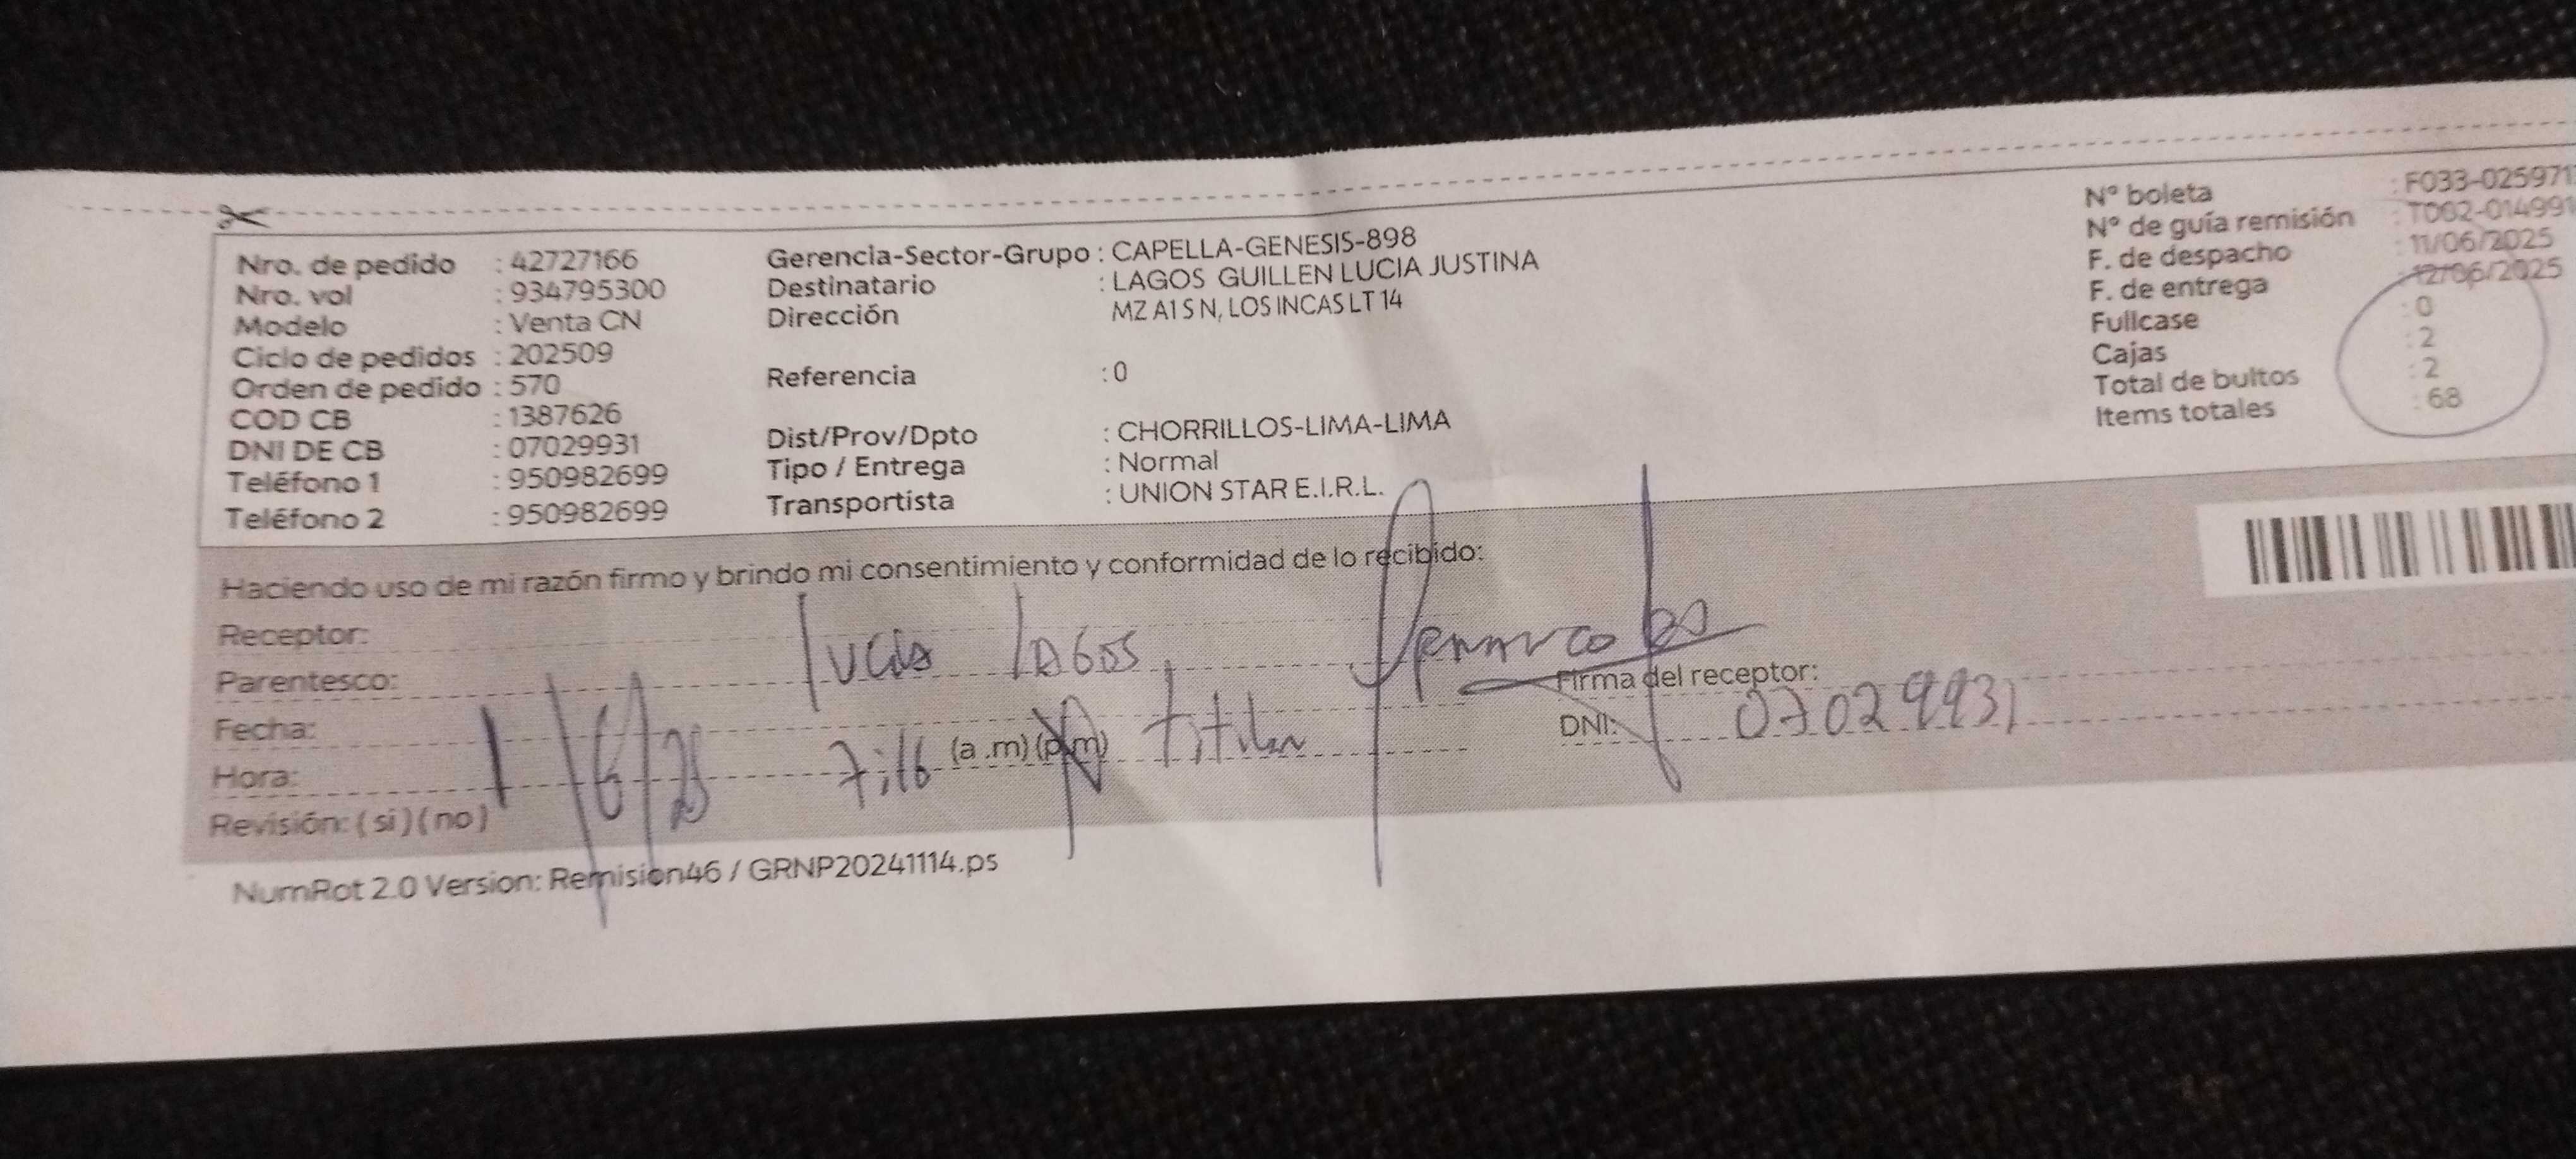 Nro. de pedido : 42727166
Nro. vol : 934795300
Modelo : Venta CN
Ciclo de pedidos : 202509
Orden de pedido : 570
COD CB : 1387626
DNI DE CB : 07029931
Teléfono 1 : 950982699
Teléfono 2 : 950982699
Gerencia-Sector-Grupo : CAPELLA-GENESIS-898
Destinatario : LAGOS GUILLEN LUCIA JUSTINA
Dirección MZ A1 S N, LOS INCAS LT 14
Referencia : 0
Dist/Prov/Dpto : CHORRILLOS-LIMA-LIMA
Tipo / Entrega : Normal
Transportista : UNION STAR E.I.R.L.
N° boleta : F033-025971
N° de guía remisión : T002-014991
F. de despacho : 11/06/2025
F. de entrega : 12/06/2025
Fullcase : 0
Cajas : 2
Total de bultos : 2
Items totales : 68
Haciendo uso de mi razón firmo y brindo mi consentimiento y conformidad de lo recibido:
Receptor:
Parentesco: Lucia Lagos
Fecha:
Hora: 7:16 (a.m) (p.m) titular
Revisión: ( si ) ( no )
Firma del receptor:
DNI: 07029931
NumRot 2.0 Version: Remision46 / GRNP20241114.ps